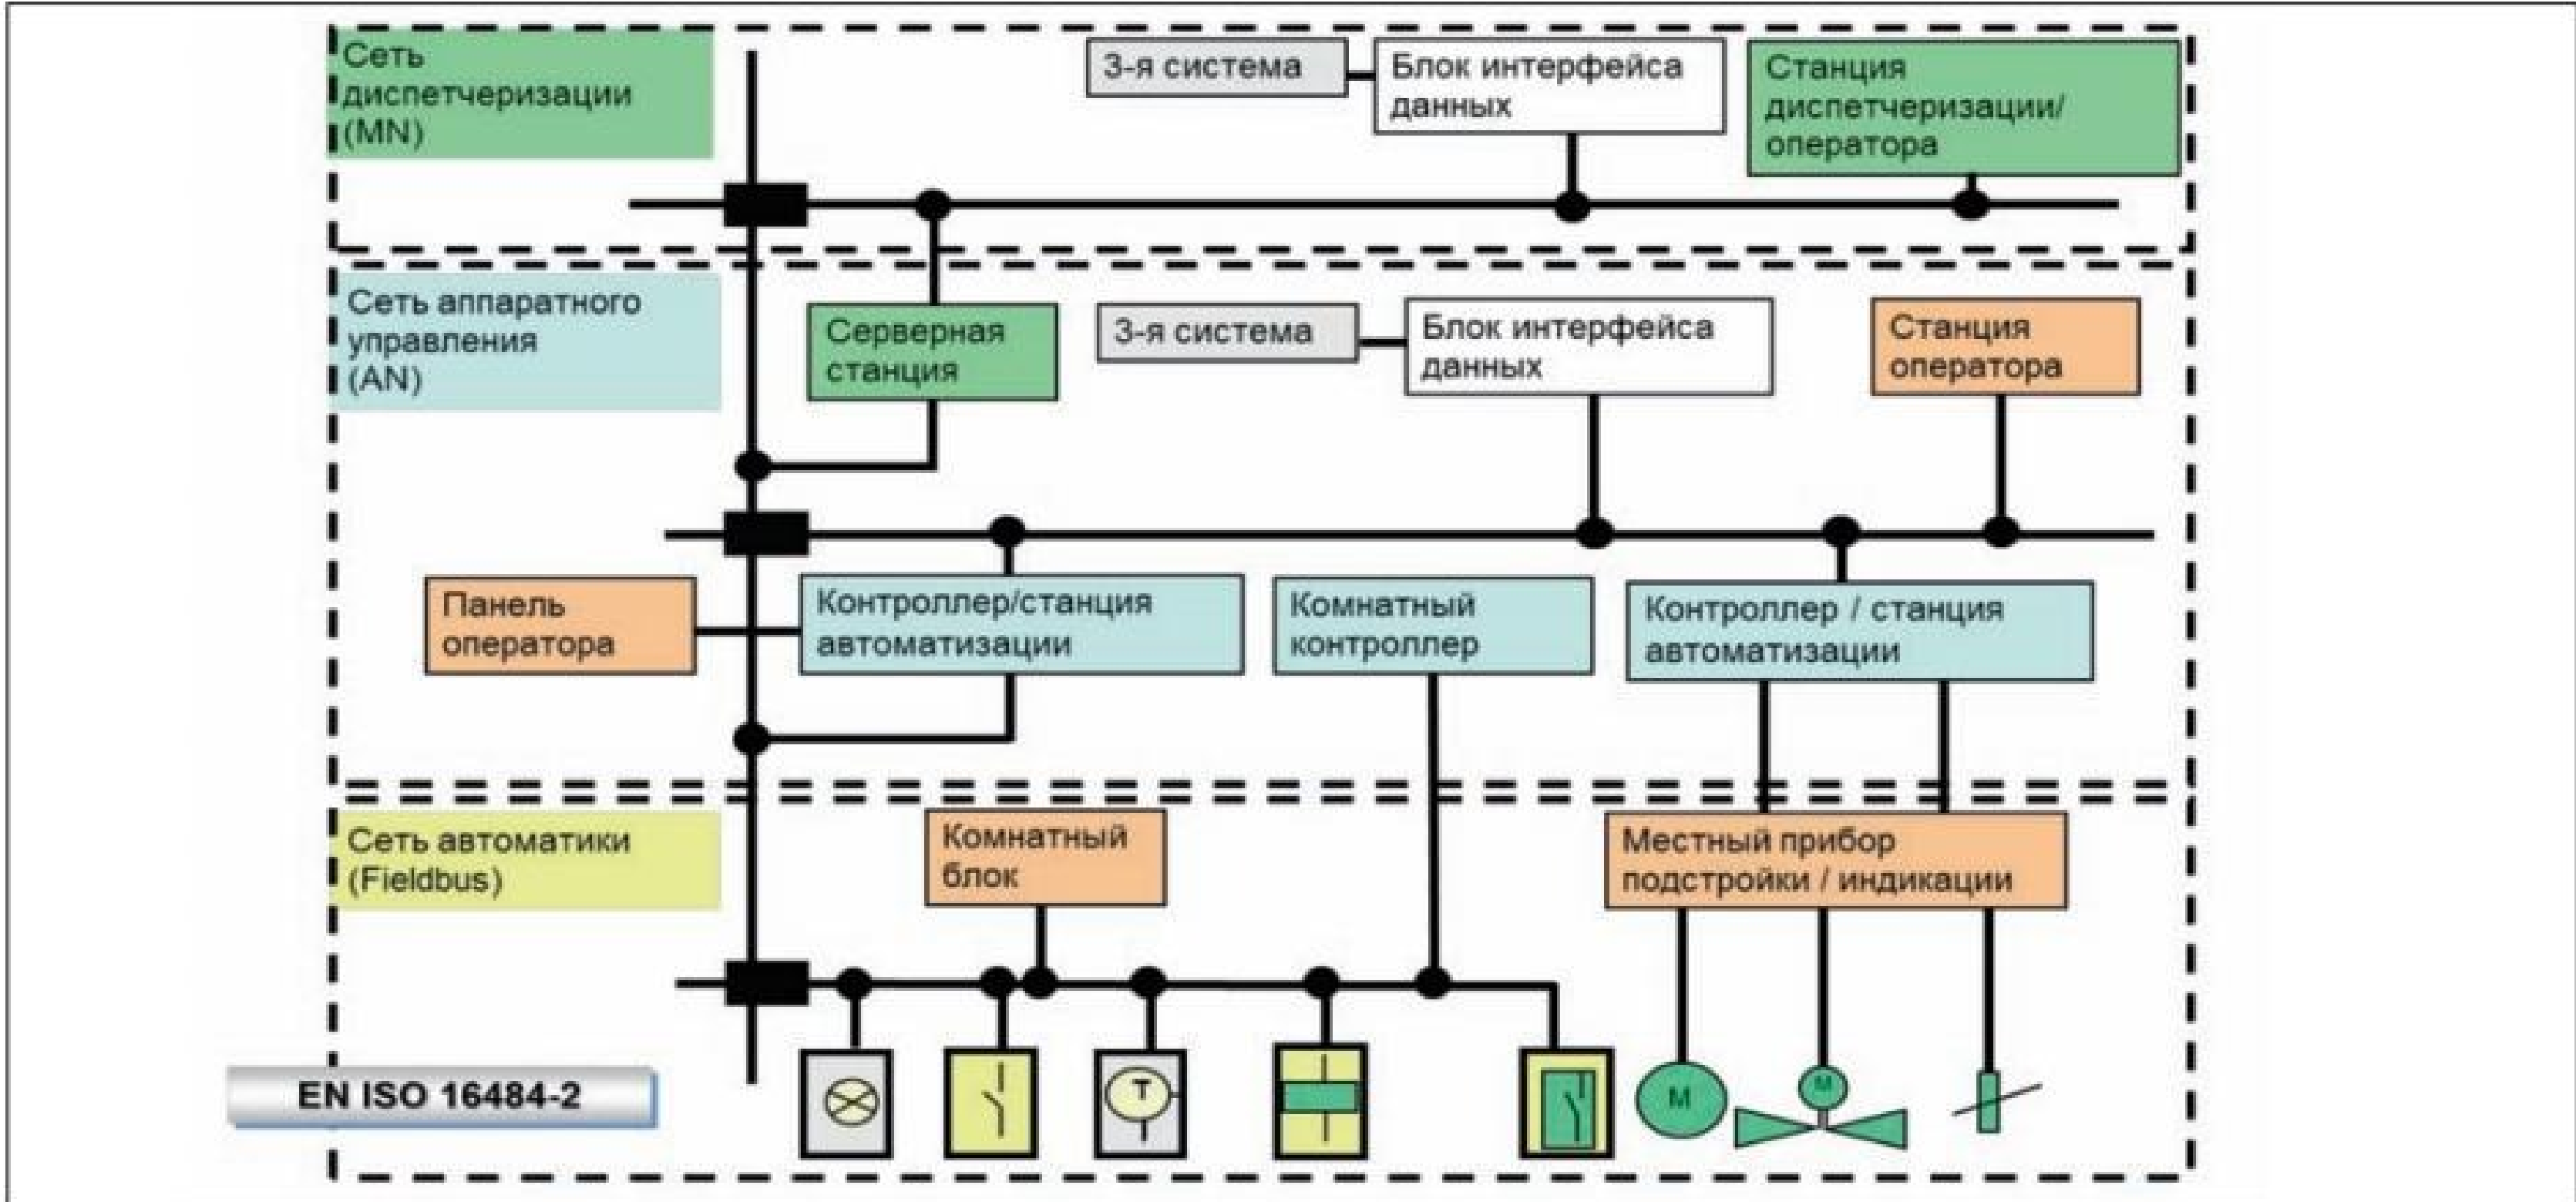 Сеть
диспетчеризации
(MN)
3-я система
Блок интерфейса
данных
Станция
диспетчеризации/
оператора
Сеть аппаратного
управления
(AN)
Серверная
станция
3-я система
Блок интерфейса
данных
Станция
оператора
Панель
оператора
Контроллер/станция
автоматизации
Комнатный
контроллер
Контроллер / станция
автоматизации
Сеть автоматики
(Fieldbus)
Комнатный
блок
Местный прибор
подстройки / индикации
EN ISO 16484-2
T
M
M